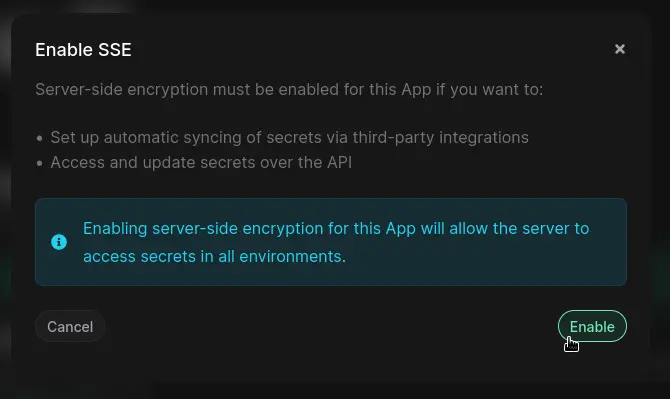 Enable SSE
Server-side encryption must be enabled for this App if you want to:
• Set up automatic syncing of secrets via third-party integrations
• Access and update secrets over the API
Enabling server-side encryption for this App will allow the server to
access secrets in all environments.
Cancel
Enable